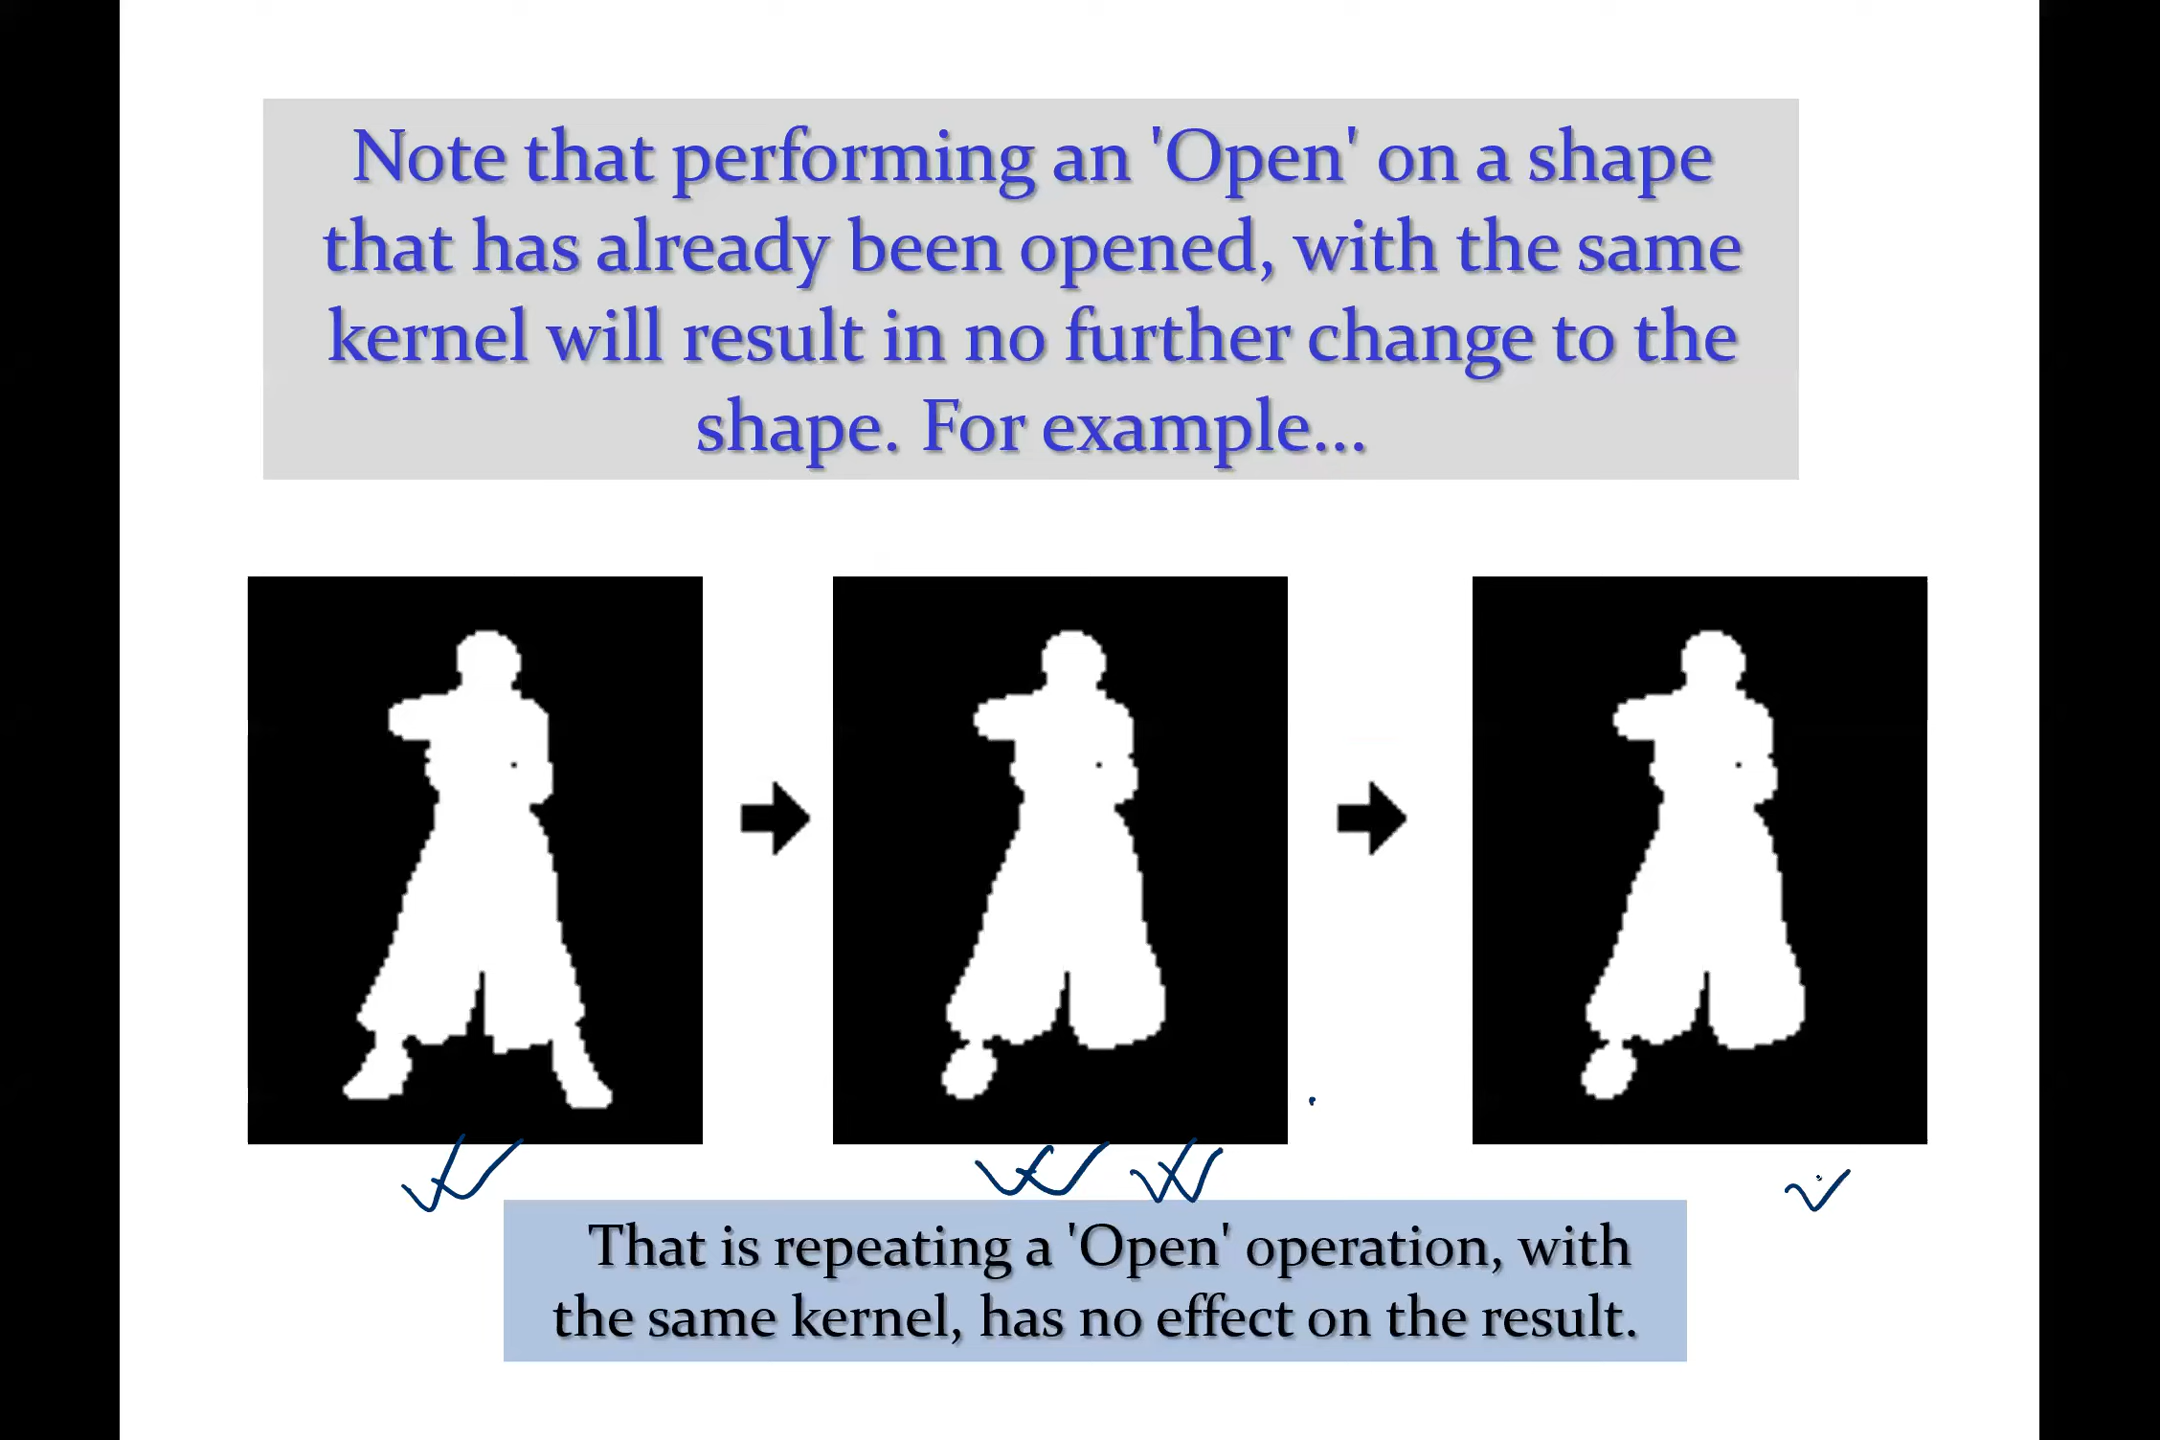 Note that performing an 'Open' on a shape
that has already been opened, with the same
kernel will result in no further change to the
shape. For example...
That is repeating a 'Open' operation, with
the same kernel, has no effect on the result.